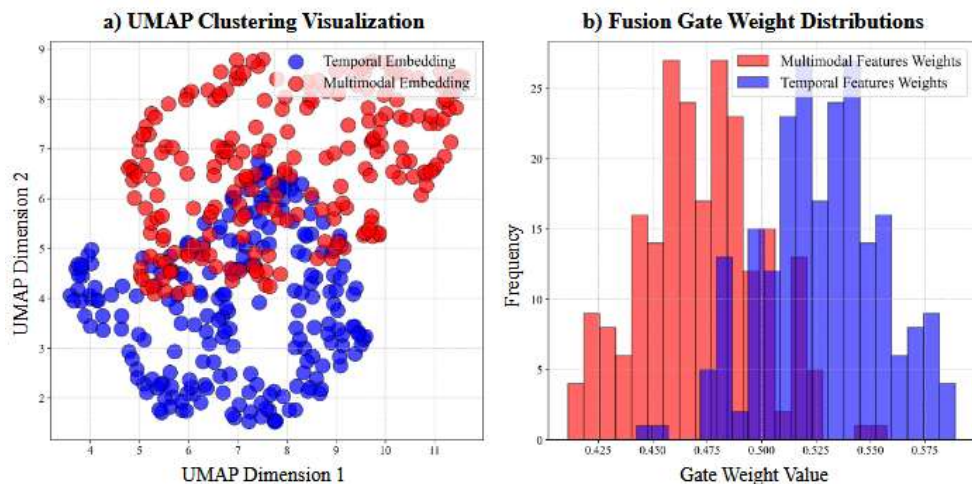 a) UMAP Clustering Visualization
9
8
7
6
5
4
3
2
UMAP Dimension 2
Temporal Embedding
Multimodal Embedding
4 5 6 7 8 9 10 11
UMAP Dimension 1
b) Fusion Gate Weight Distributions
25
20
15
10
5
0
Frequency
Multimodal Features Weights
Temporal Features Weights
0.425 0.450 0.475 0.500 0.525 0.550 0.575
Gate Weight Value